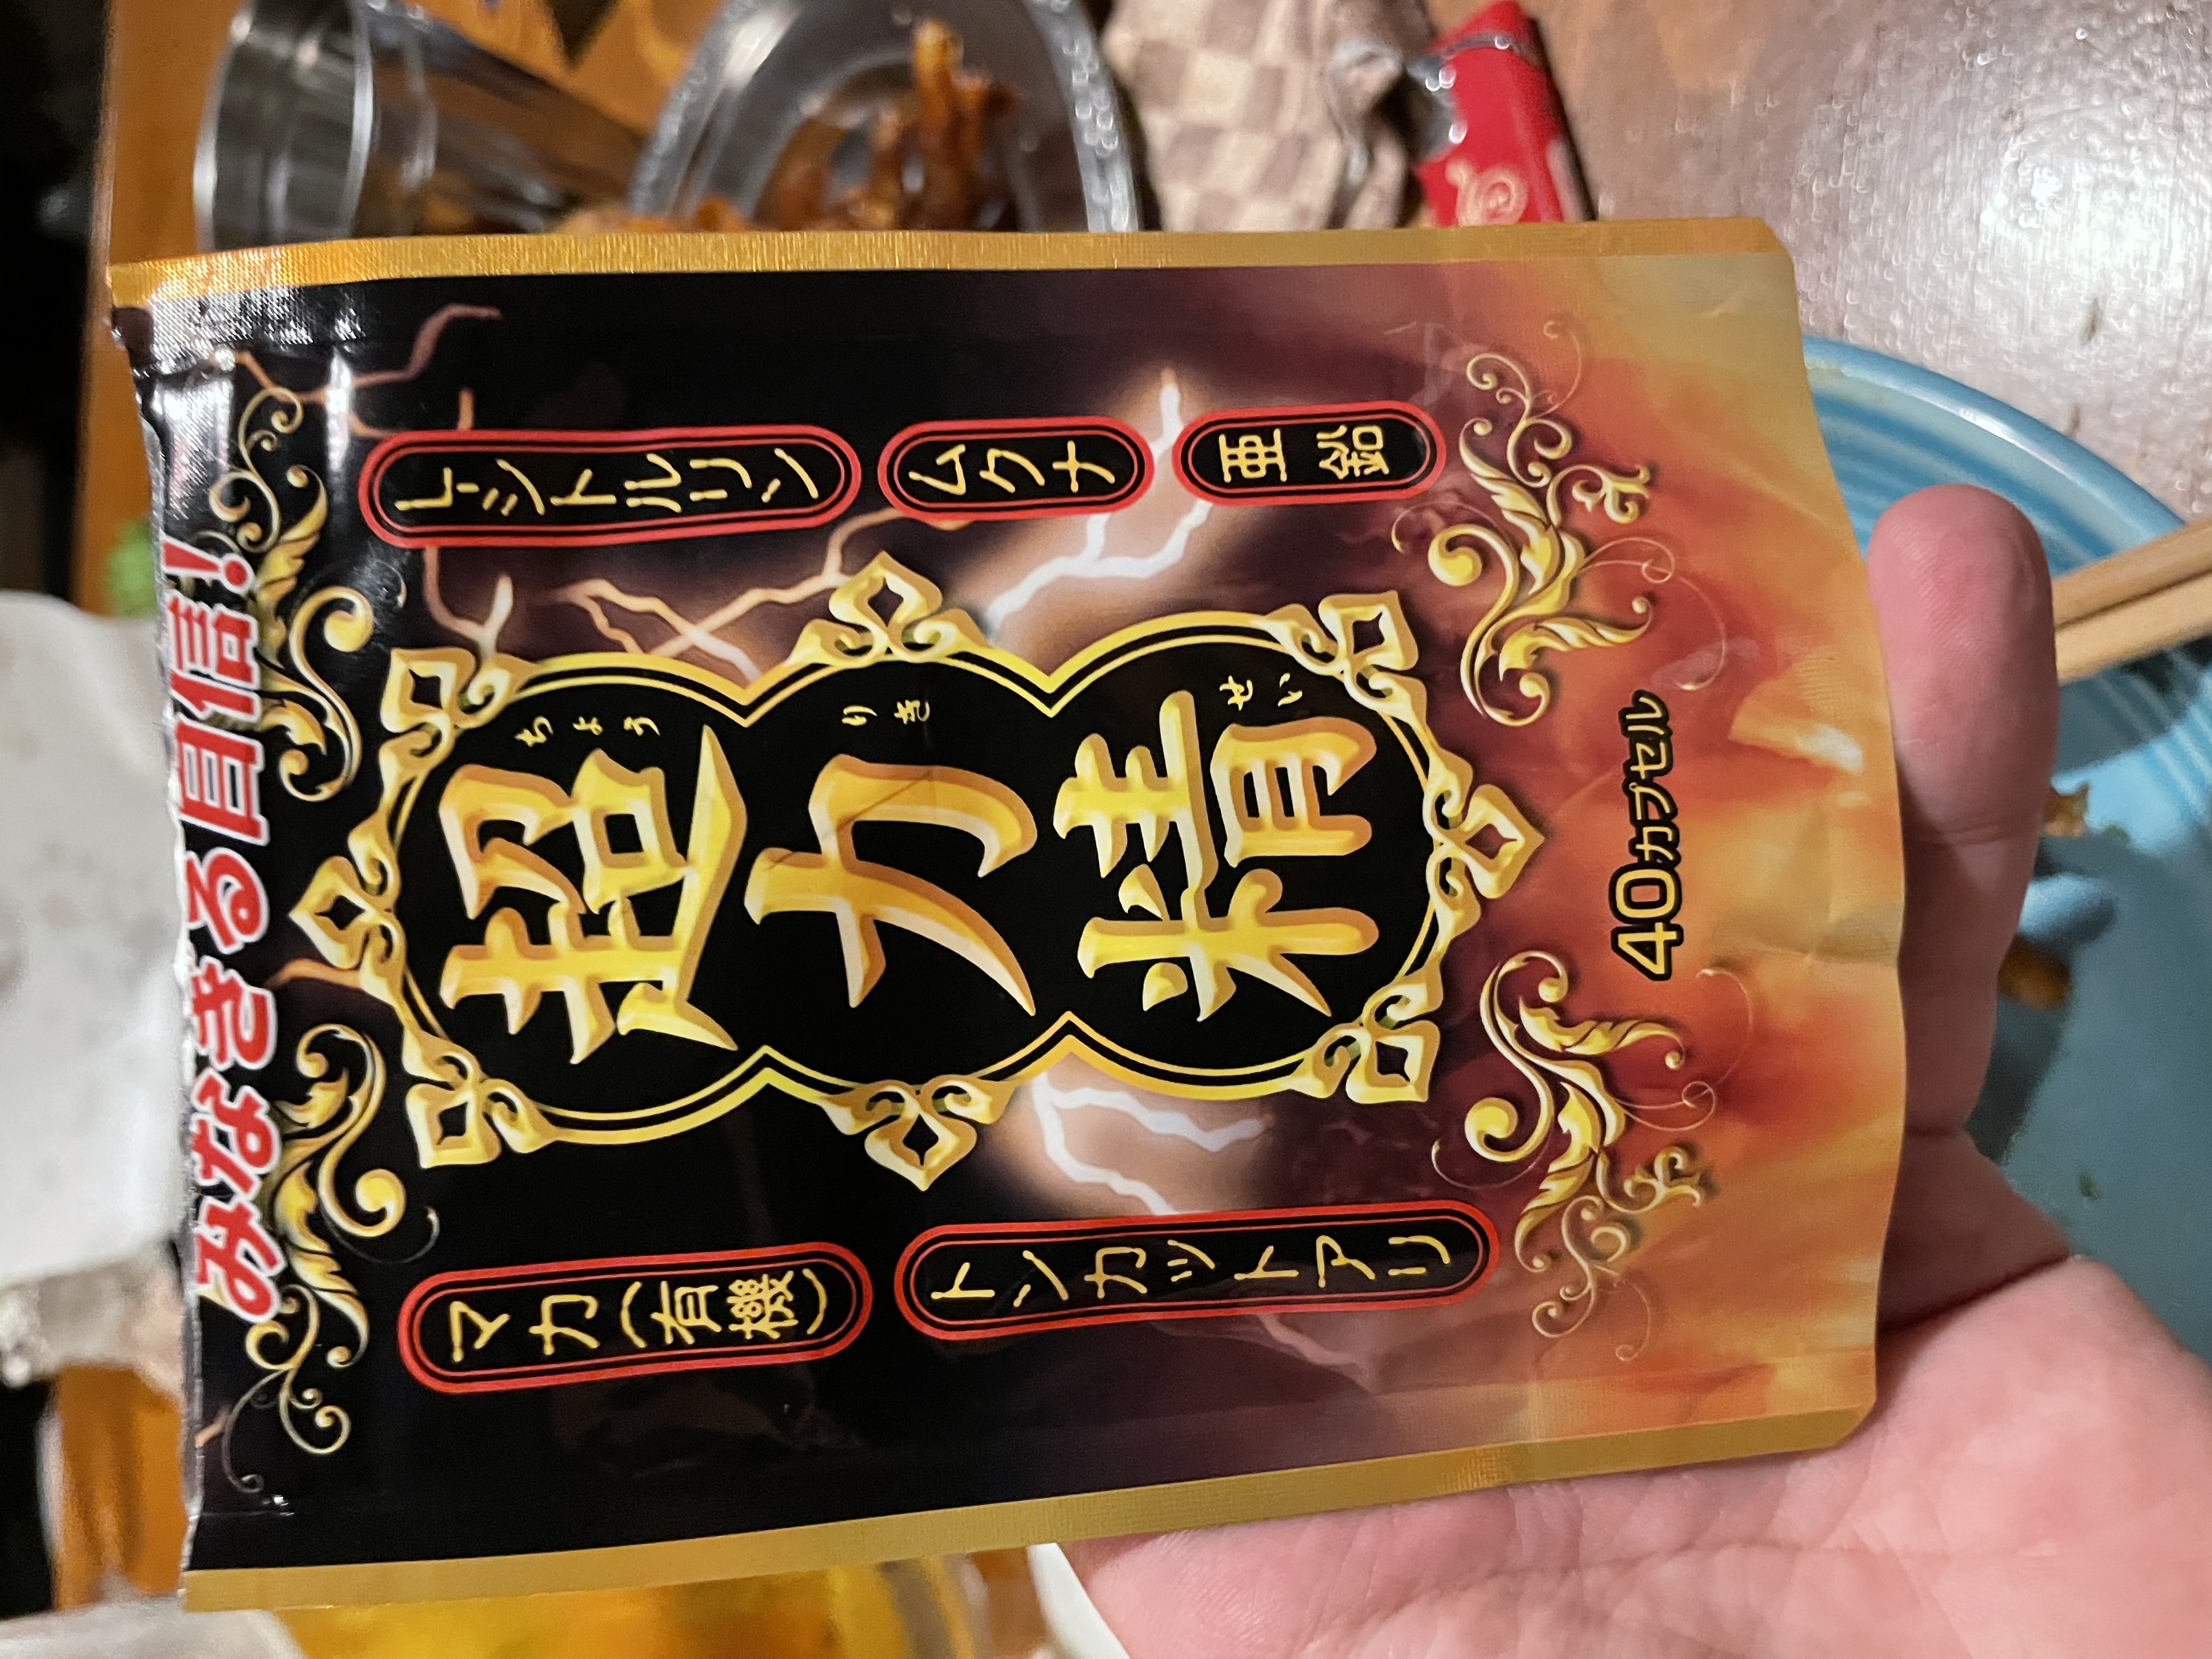 みなぎる自信!
レジトルリン
ムクナ
亜鉛
超力精
ちょうりきせい
マカ(有機)
トンカットアリ
40カプセル